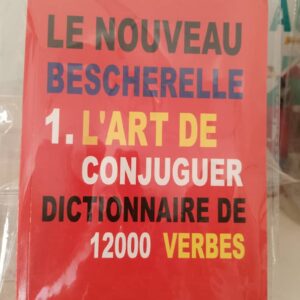 LE NOUVEAU
BESCHERELLE
1. L'ART DE
CONJUGUER
DICTIONNAIRE DE
12000 VERBES